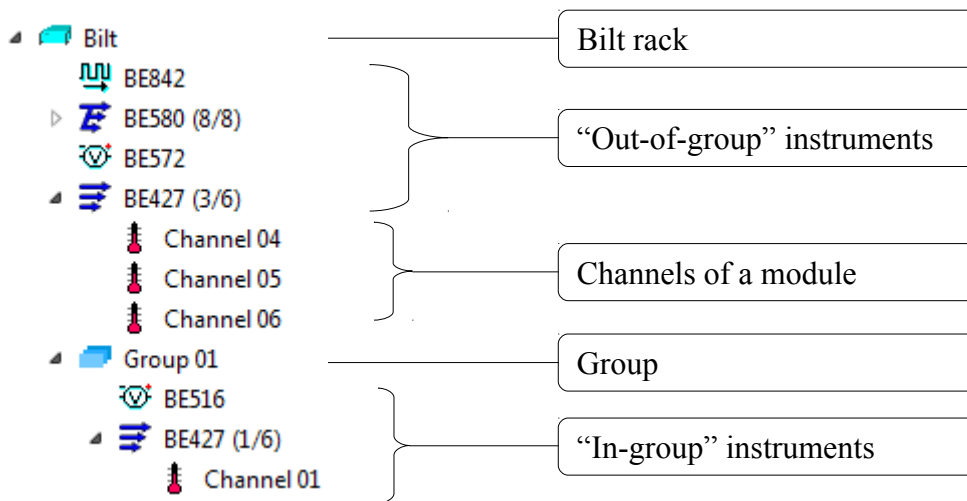 Bilt
Bilt rack
BE842
BE580 (8/8)
“Out-of-group” instruments
BE572
BE427 (3/6)
Channel 04
Channel 05
Channels of a module
Channel 06
Group 01
Group
BE516
BE427 (1/6)
“In-group” instruments
Channel 01